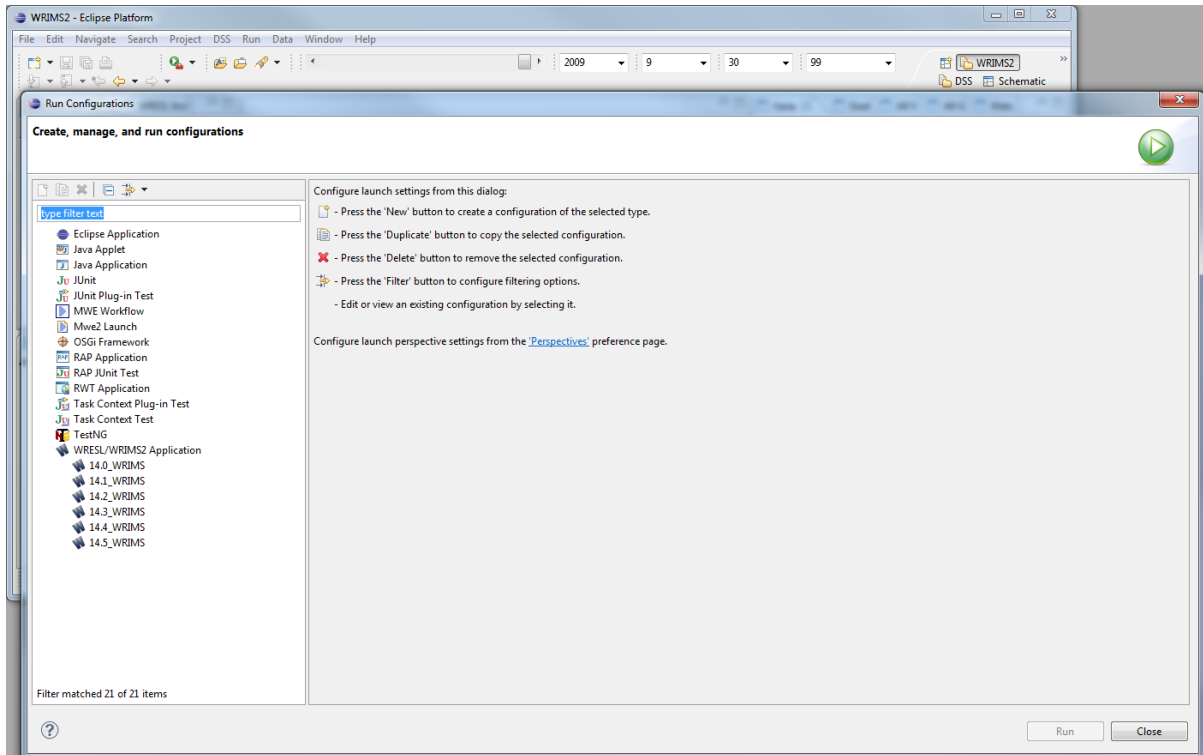 WRIMS2 - Eclipse Platform
File Edit Navigate Search Project DSS Run Data Window Help
2009 9 30 99 WRIMS2 »
DSS Schematic
Run Configurations
Create, manage, and run configurations
type filter text
Eclipse Application
Java Applet
Java Application
JUnit
JUnit Plug-in Test
MWE Workflow
Mwe2 Launch
OSGi Framework
RAP Application
RAP JUnit Test
RWT Application
Task Context Plug-in Test
Task Context Test
TestNG
WRESL/WRIMS2 Application
14.0_WRIMS
14.1_WRIMS
14.2_WRIMS
14.3_WRIMS
14.4_WRIMS
14.5_WRIMS
Filter matched 21 of 21 items
Configure launch settings from this dialog:
- Press the 'New' button to create a configuration of the selected type.
- Press the 'Duplicate' button to copy the selected configuration.
- Press the 'Delete' button to remove the selected configuration.
- Press the 'Filter' button to configure filtering options.
- Edit or view an existing configuration by selecting it.
Configure launch perspective settings from the 'Perspectives' preference page.
Run Close